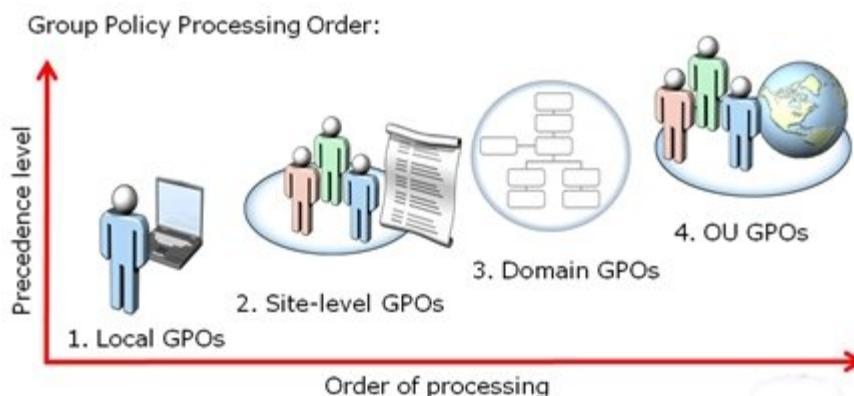 Group Policy Processing Order:
Precedence level
1. Local GPOs
2. Site-level GPOs
3. Domain GPOs
4. OU GPOs
Order of processing